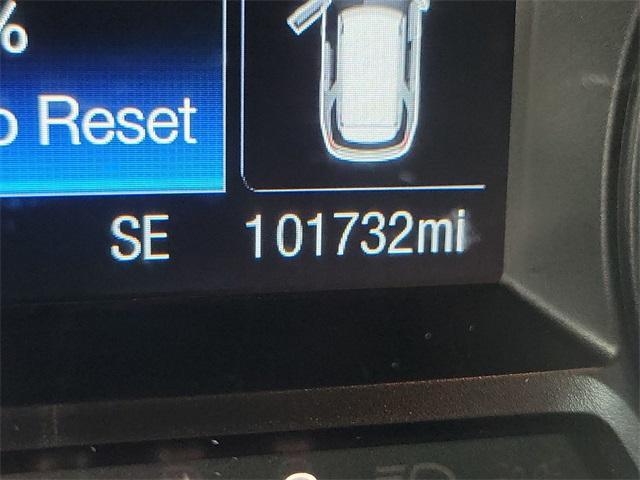 %
o Reset
SE 101732mi